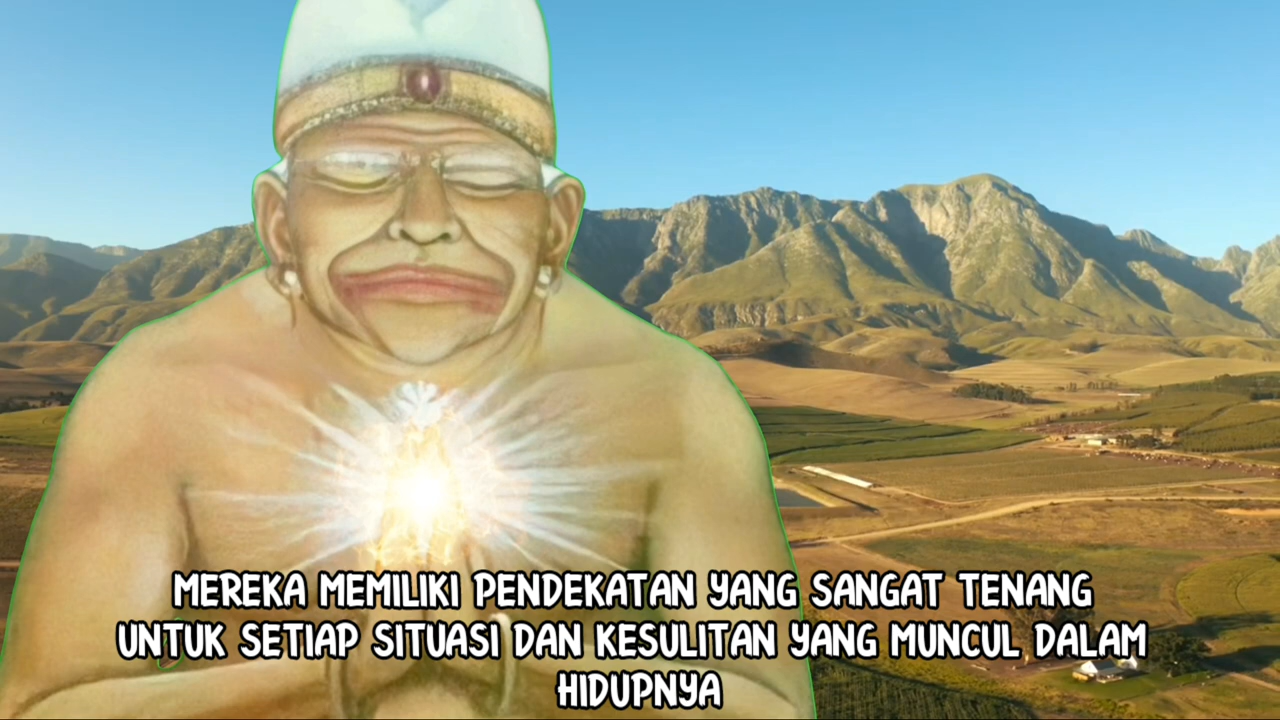 MEREKA MEMILIKI PENDEKATAN YANG SANGAT TENANG
UNTUK SETIAP SITUASI DAN KESULITAN YANG MUNCUL DALAM
HIDUPNYA